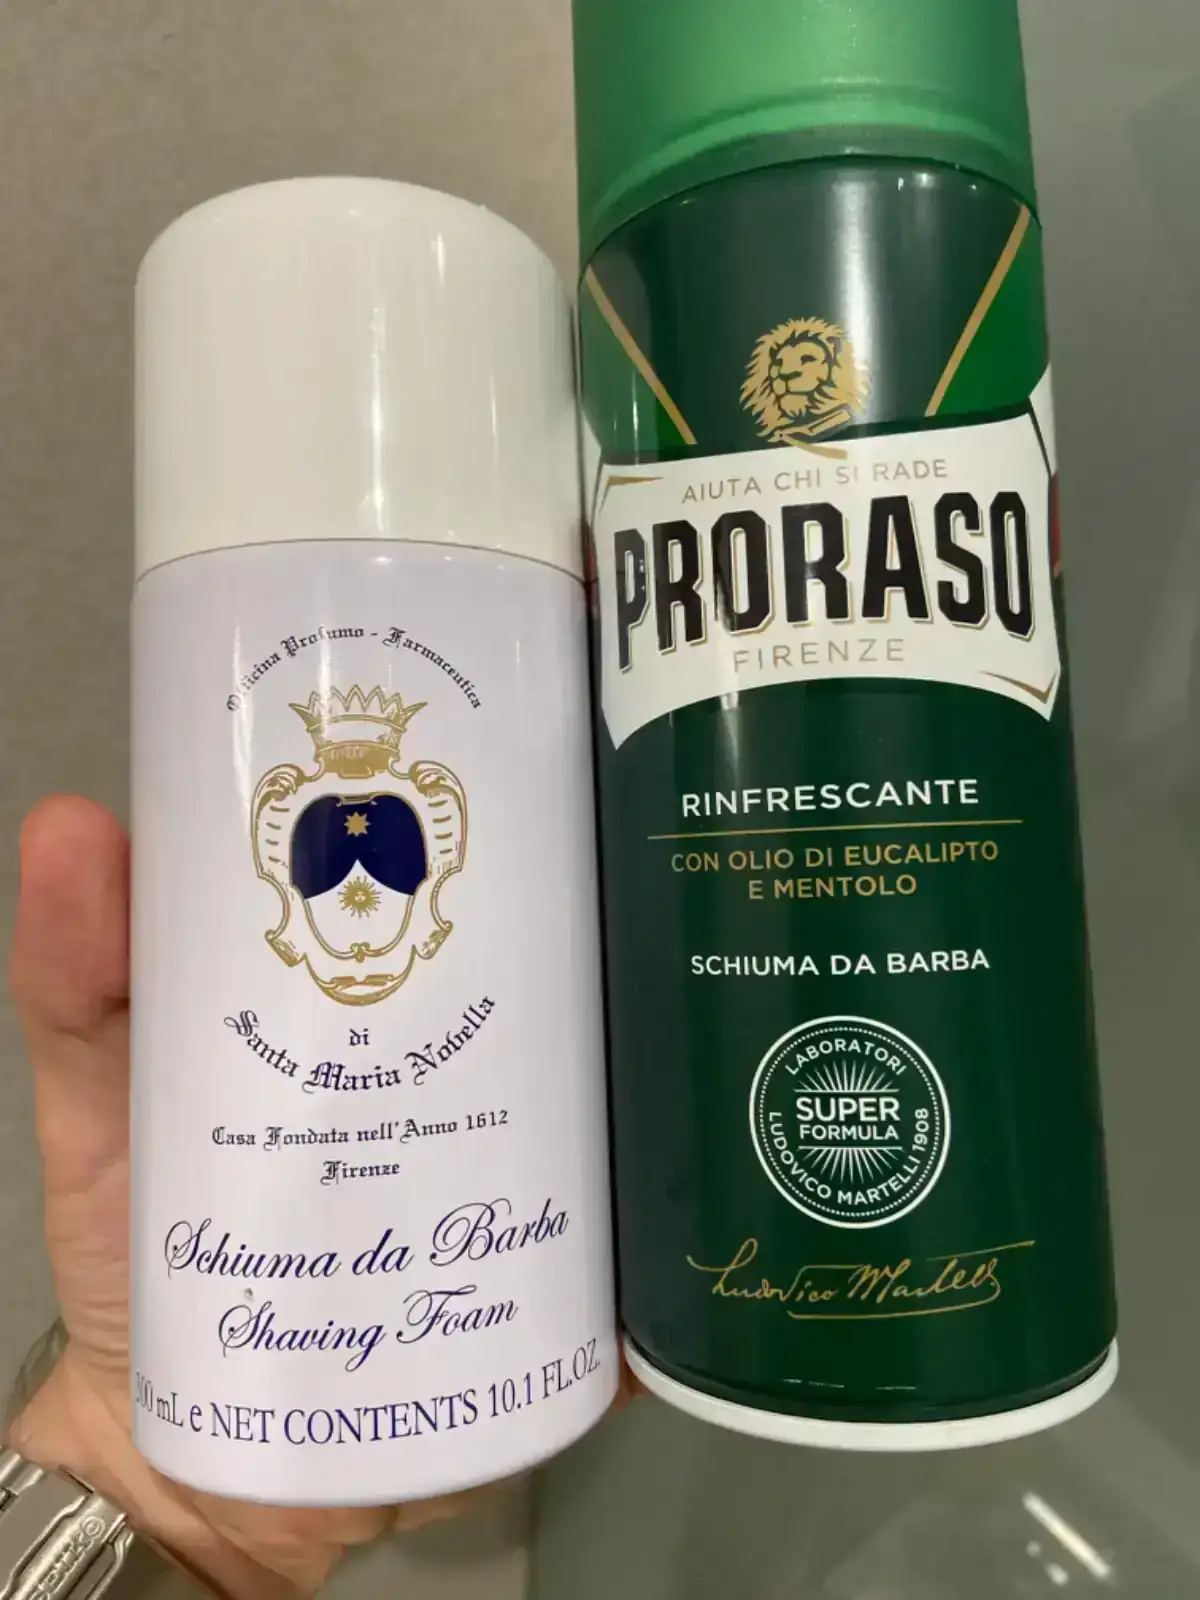 Officina Profumo - Farmaceutica
di
Santa Maria Novella
Casa Fondata nell'Anno 1612
Firenze
Schiuma da Barba
Shaving Foam
300 mL e NET CONTENTS 10.1 FL.OZ.
AIUTA CHI SI RADE
PRORASO
FIRENZE
RINFRESCANTE
CON OLIO DI EUCALIPTO
E MENTOLO
SCHIUMA DA BARBA
LABORATORI
SUPER
FORMULA
LUDOVICO MARTELLI 1908
Ludovico Martelli